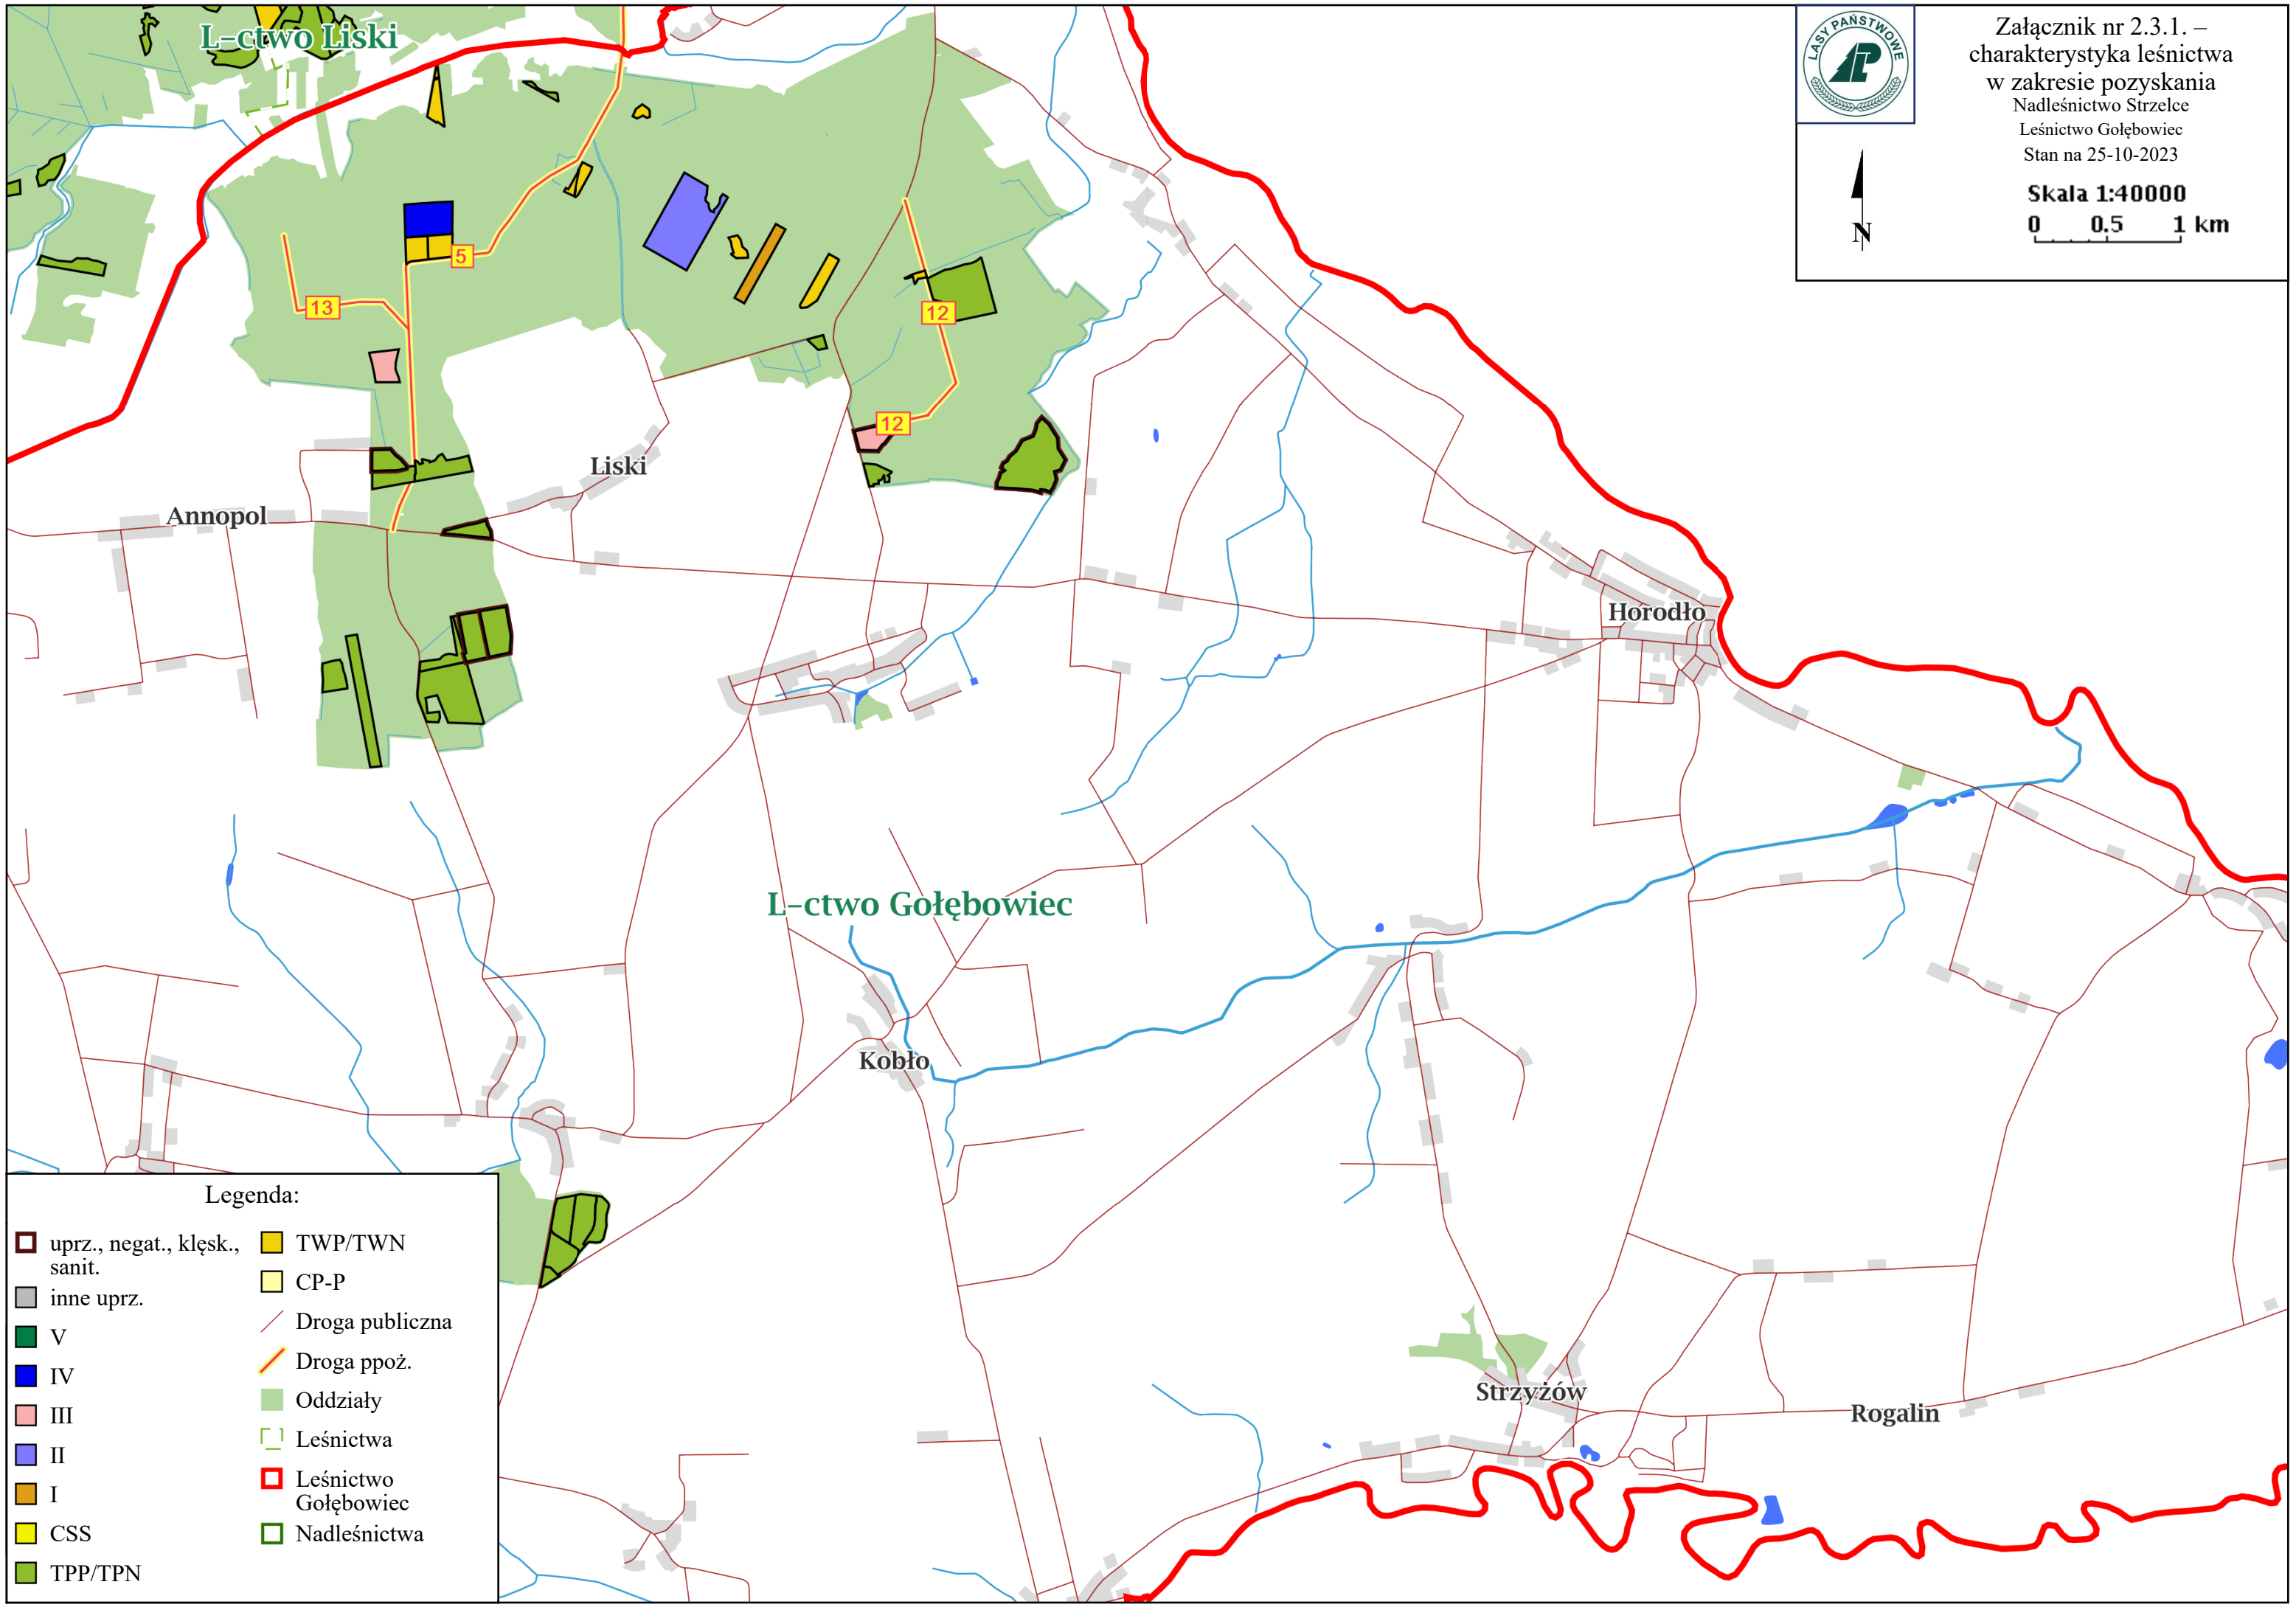 L-ctwo Liski
LASY PAŃSTWOWE
LP
Załącznik nr 2.3.1. –
charakterystyka leśnictwa
w zakresie pozyskania
Nadleśnictwo Strzelce
Leśnictwo Gołębowiec
Stan na 25-10-2023
Skala 1:40000
0 0.5 1 km
N
5
13
12
12
Liski
Annopol
Horodło
L-ctwo Gołębowiec
Kobło
Strzyżów
Rogalin
Legenda:
uprz., negat., klęsk.,
sanit.
inne uprz.
V
IV
III
II
I
CSS
TPP/TPN
TWP/TWN
CP-P
Droga publiczna
Droga ppoż.
Oddziały
Leśnictwa
Leśnictwo
Gołębowiec
Nadleśnictwa